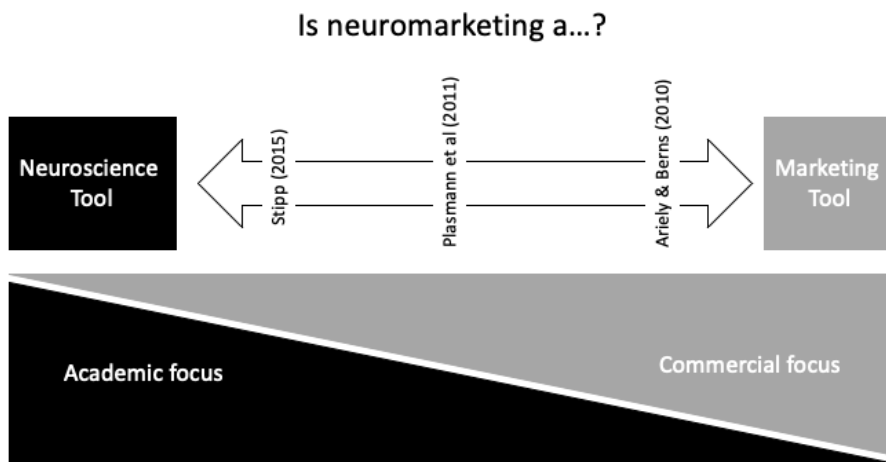 Is neuromarketing a...?
Neuroscience
Tool
Stipp (2015)
Plasmann et al (2011)
Ariely & Berns (2010)
Marketing
Tool
Academic focus
Commercial focus